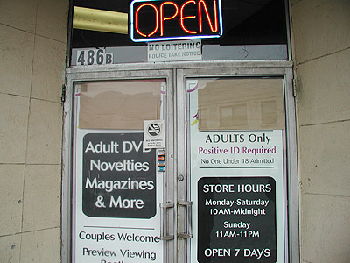 OPEN
NO LOITERING
486B
Adult DVD
Novelties
Magazines
& More
Couples Welcome
Preview Viewing
ADULTS Only
Positive ID Required
No One Under 18 Admitted
STORE HOURS
Monday-Saturday
10AM-Midnight
Sunday
11AM-11PM
OPEN 7 DAYS